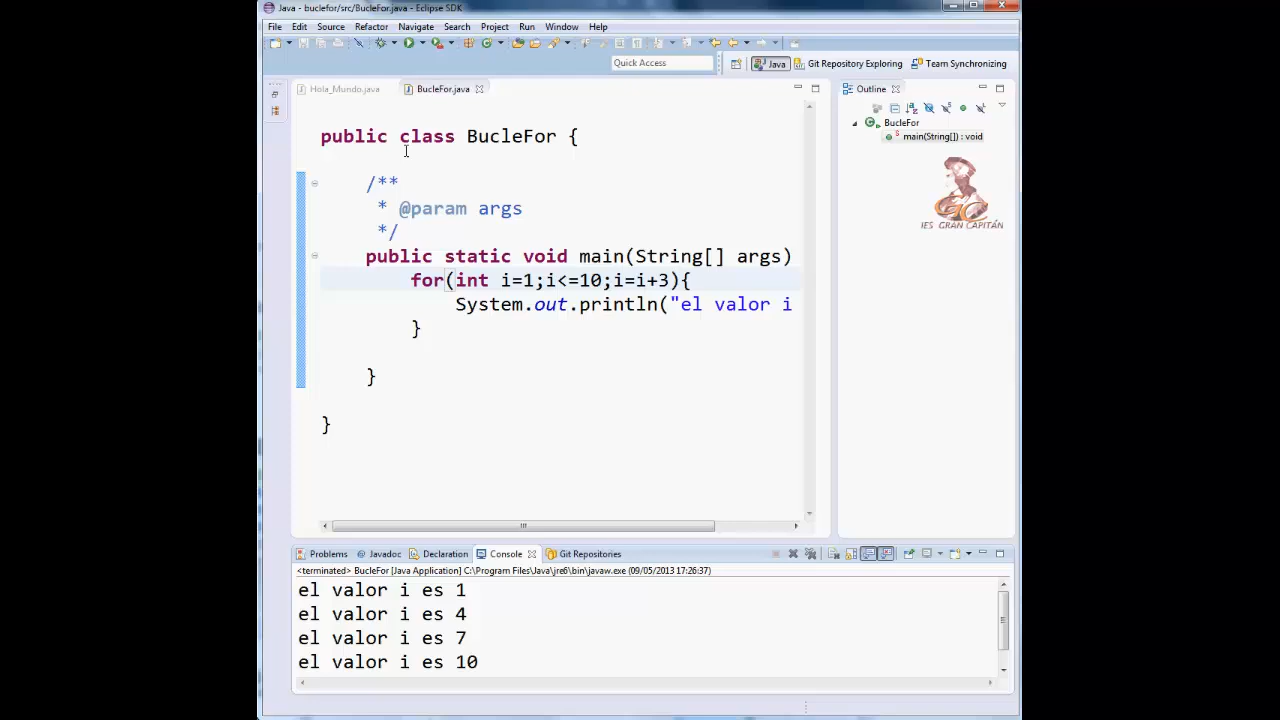 Java - buclefor/src/BucleFor.java - Eclipse SDK
File Edit Source Refactor Navigate Search Project Run Window Help
Quick Access
Java Git Repository Exploring Team Synchronizing
Hola_Mundo.java BucleFor.java
Outline
public class BucleFor {
BucleFor
main(String[]) : void
/**
* @param args
*/
IES GRAN CAPITÁN
public static void main(String[] args)
for(int i=1;i<=10;i=i+3){
System.out.println("el valor i
}
}
}
Problems Javadoc Declaration Console Git Repositories
<terminated> BucleFor [Java Application] C:\Program Files\Java\jre6\bin\javaw.exe (09/05/2013 17:26:37)
el valor i es 1
el valor i es 4
el valor i es 7
el valor i es 10